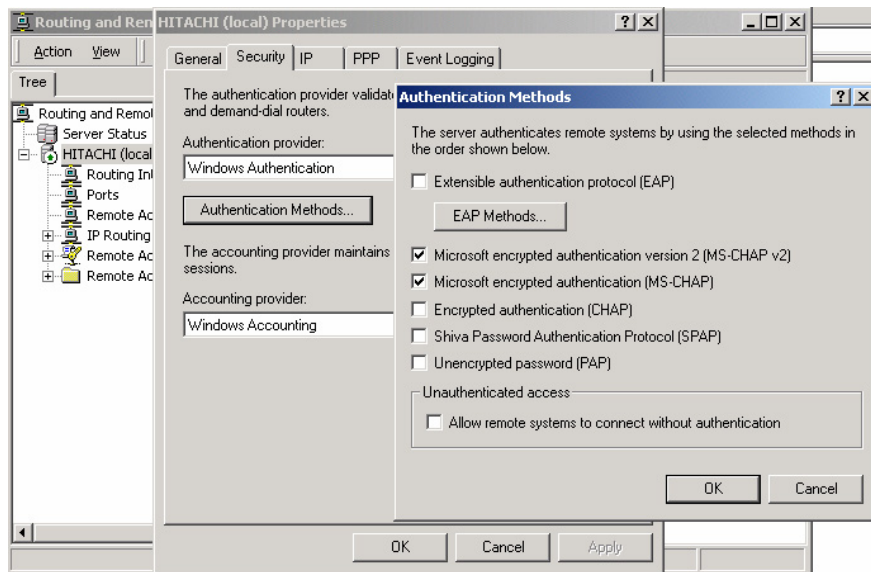 Routing and Ren
Action View
Tree
Routing and Remot
Server Status
HITACHI (local
Routing Int
Ports
Remote Ac
IP Routing
Remote Ac
Remote Ac
HITACHI (local) Properties
General Security IP PPP Event Logging
The authentication provider validat
and demand-dial routers.
Authentication provider:
Windows Authentication
Authentication Methods...
The accounting provider maintains
sessions.
Accounting provider:
Windows Accounting
OK Cancel Apply
Authentication Methods
The server authenticates remote systems by using the selected methods in
the order shown below.
Extensible authentication protocol (EAP)
EAP Methods...
Microsoft encrypted authentication version 2 (MS-CHAP v2)
Microsoft encrypted authentication (MS-CHAP)
Encrypted authentication (CHAP)
Shiva Password Authentication Protocol (SPAP)
Unencrypted password (PAP)
Unauthenticated access
Allow remote systems to connect without authentication
OK Cancel